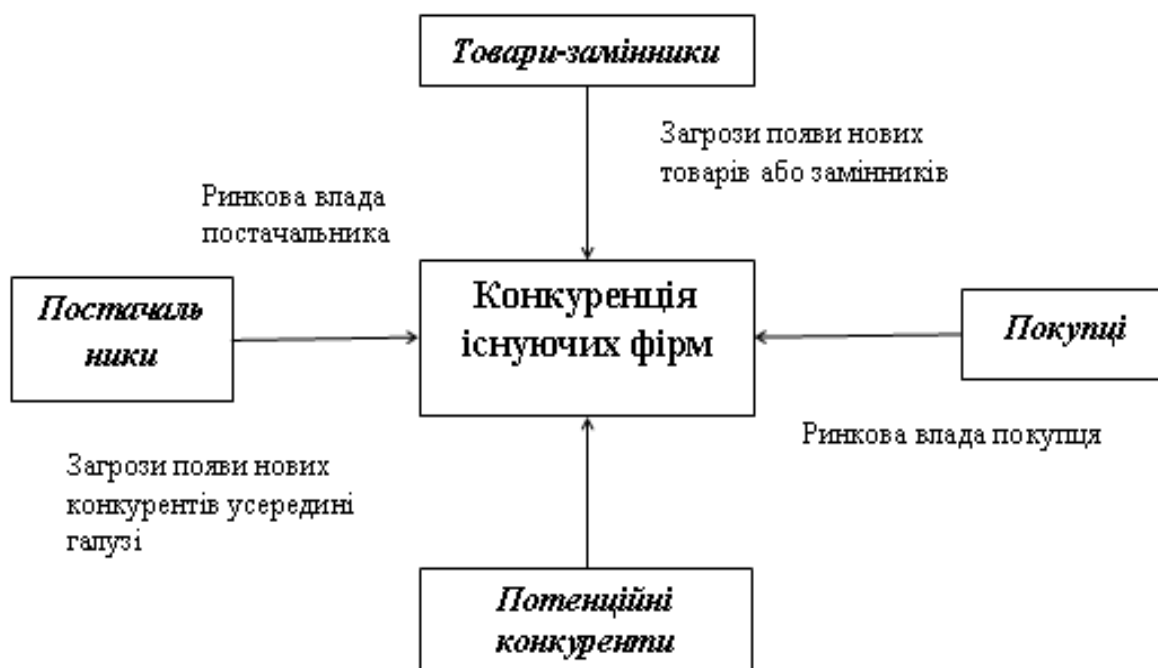 Товари-замінники
Загрози появи нових
товарів або замінників
Ринкова влада
постачальника
Постачаль
ники
Конкуренція
існуючих фірм
Покупці
Ринкова влада покупця
Загрози появи нових
конкурентів усередині
галузі
Потенційні
конкуренти